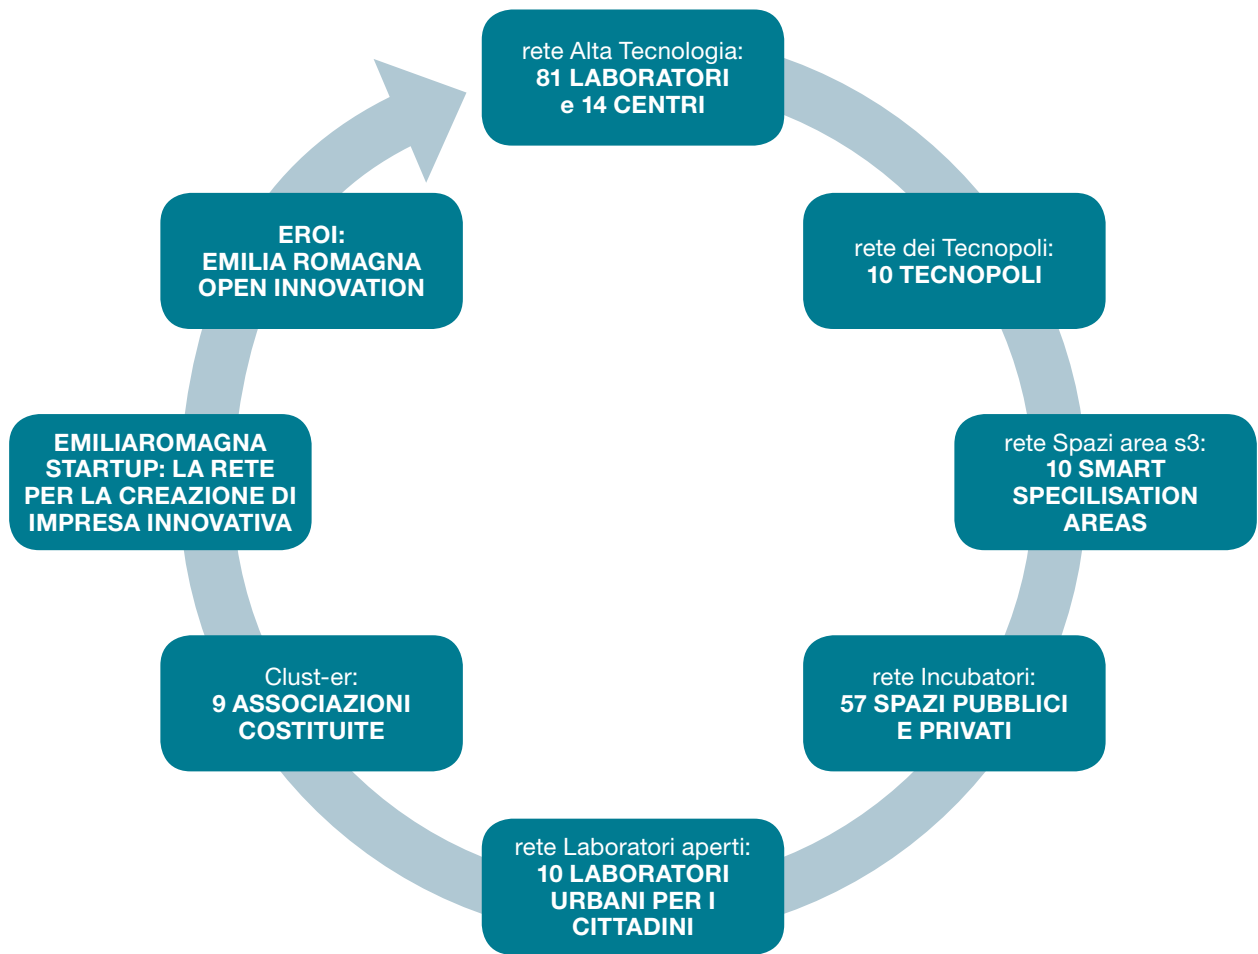 rete Alta Tecnologia:
81 LABORATORI
e 14 CENTRI
rete dei Tecnopoli:
10 TECNOPOLI
rete Spazi area s3:
10 SMART
SPECILISATION
AREAS
rete Incubatori:
57 SPAZI PUBBLICI
E PRIVATI
rete Laboratori aperti:
10 LABORATORI
URBANI PER I
CITTADINI
Clust-er:
9 ASSOCIAZIONI
COSTITUITE
EMILIAROMAGNA
STARTUP: LA RETE
PER LA CREAZIONE DI
IMPRESA INNOVATIVA
EROI:
EMILIA ROMAGNA
OPEN INNOVATION